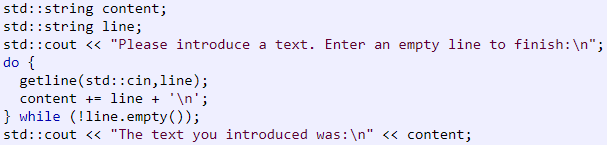 std::string content;
std::string line;
std::cout << "Please introduce a text. Enter an empty line to finish:\n";
do {
  getline(std::cin,line);
  content += line + '\n';
} while (!line.empty());
std::cout << "The text you introduced was:\n" << content;